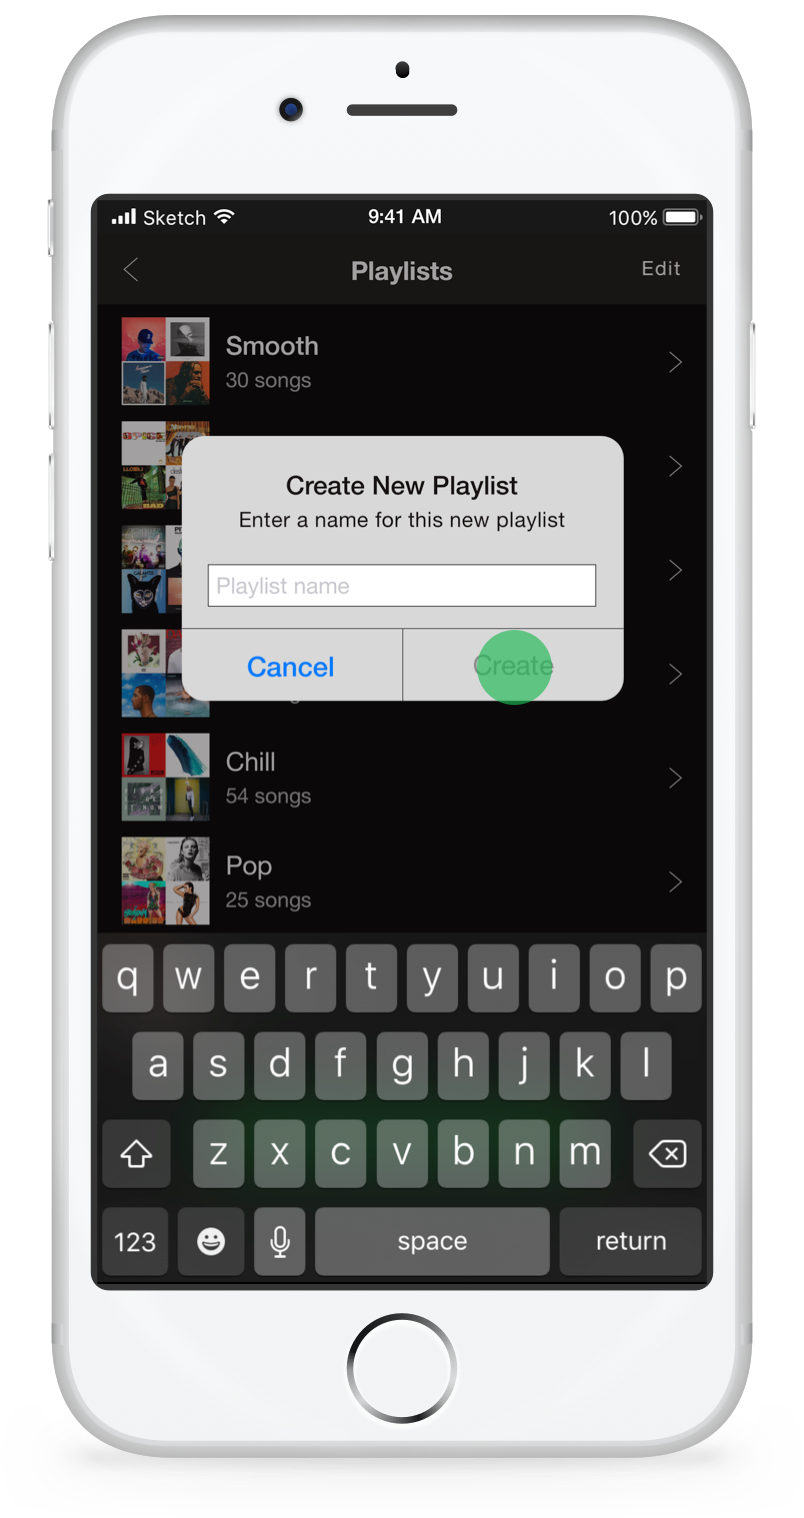 Sketch
9:41 AM
100%
Playlists
Edit
Smooth
30 songs
Create New Playlist
Enter a name for this new playlist
Playlist name
Cancel
Create
Chill
54 songs
Pop
25 songs
q w e r t y u i o p
a s d f g h j k l
z x c v b n m
123
space
return